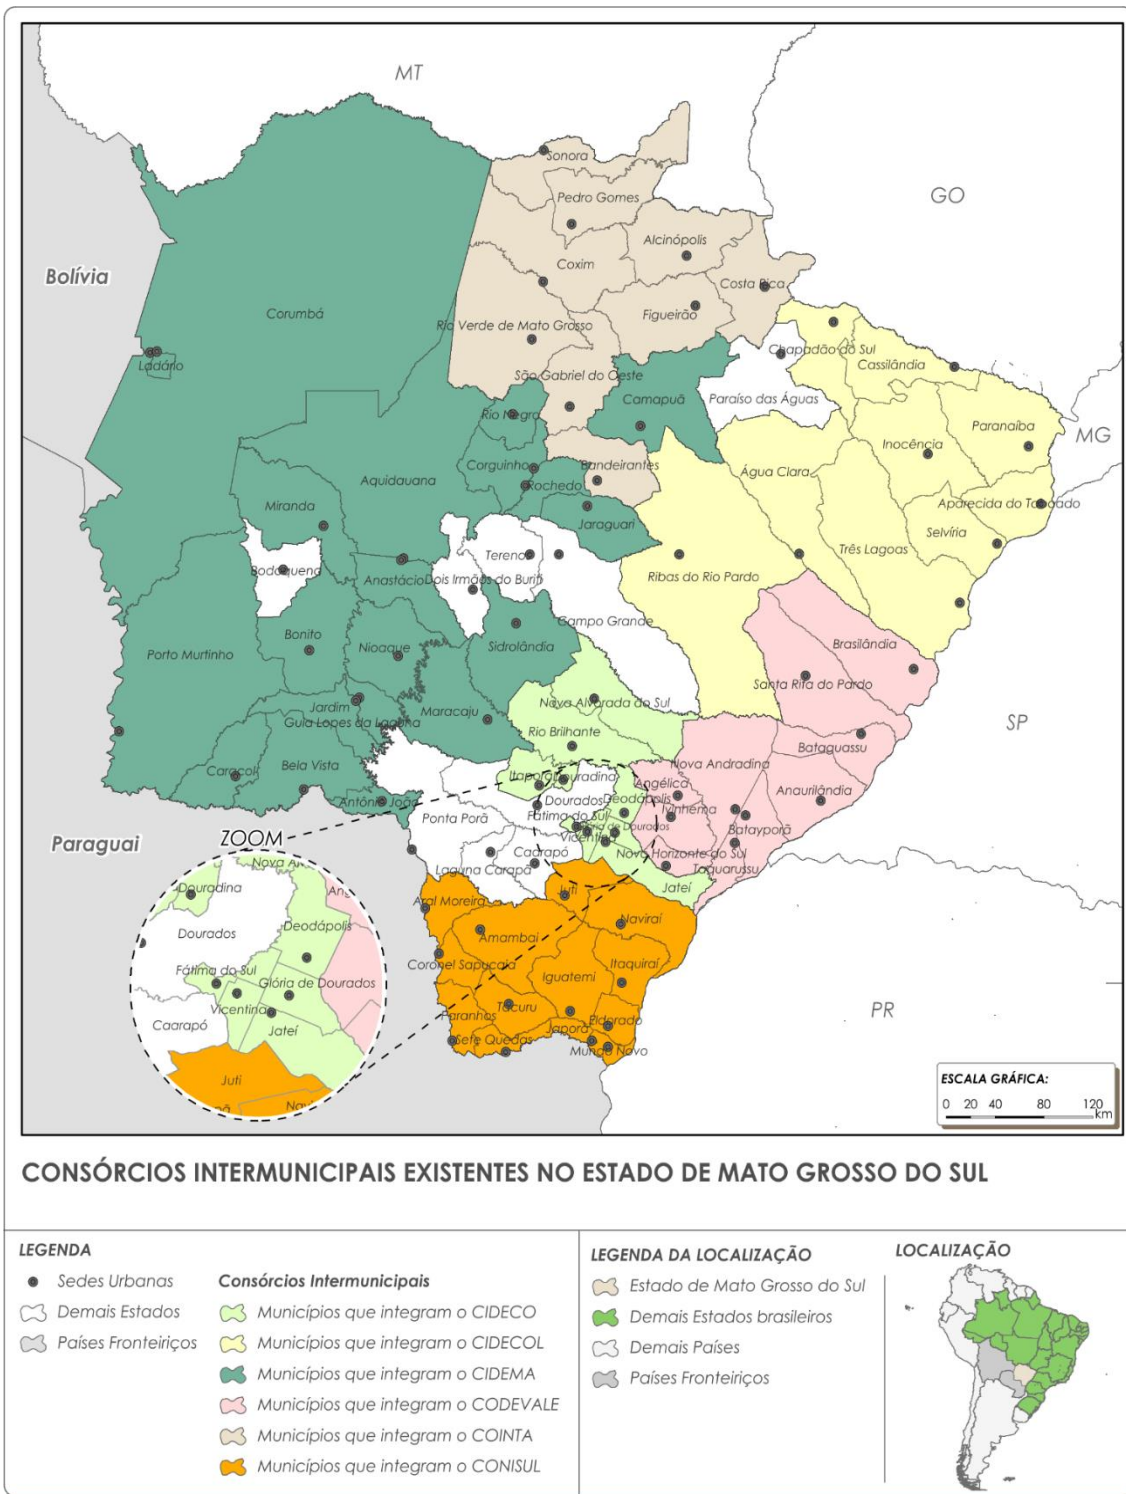 MT
GO
Bolívia
MG
SP
Paraguai
PR
Sonora
Pedro Gomes
Alcinópolis
Coxim
Costa Rica
Figueirão
Corumbá
Rio Verde de Mato Grosso
Ladário
Chapadão do Sul
Cassilândia
São Gabriel do Oeste
Camapuã
Paraíso das Águas
Rio Negro
Paranaíba
Inocência
Corguinho
Bandeirantes
Água Clara
Aquidauana
Rochedo
Aparecida do Taboado
Miranda
Jaraguari
Selvíria
Três Lagoas
Terenos
Bodoquena
Anastácio
Dois Irmãos do Buriti
Ribas do Rio Pardo
Campo Grande
Bonito
Nioaque
Sidrolândia
Brasilândia
Porto Murtinho
Santa Rita do Pardo
Jardim
Nova Alvorada do Sul
Guia Lopes da Laguna
Maracaju
Rio Brilhante
Bataguassu
Caracol
Bela Vista
Nova Andradina
Itaporã
Douradina
Angélica
Anaurilândia
Antônio João
Dourados
Deodápolis
Ivinhema
Ponta Porã
Fátima do Sul
Glória de Dourados
Batayporã
Vicentina
ZOOM
Caarapó
Novo Horizonte do Sul
Taquarussu
Laguna Carapã
Jateí
Juti
Aral Moreira
Naviraí
Amambai
Coronel Sapucaia
Iguatemi
Itaquiraí
Tacuru
Paranhos
Eldorado
Japorã
Sete Quedas
Mundo Novo
Nova Al
Douradina
Ang
Deodápolis
Dourados
Fátima do Sul
Glória de Dourados
Vicentina
Caarapó
Jateí
Juti
Navi
ESCALA GRÁFICA:
0 20 40 80 120
km
CONSÓRCIOS INTERMUNICIPAIS EXISTENTES NO ESTADO DE MATO GROSSO DO SUL
LEGENDA
Sedes Urbanas
Demais Estados
Países Fronteiriços
Consórcios Intermunicipais
Municípios que integram o CIDECO
Municípios que integram o CIDECOL
Municípios que integram o CIDEMA
Municípios que integram o CODEVALE
Municípios que integram o COINTA
Municípios que integram o CONISUL
LEGENDA DA LOCALIZAÇÃO
Estado de Mato Grosso do Sul
Demais Estados brasileiros
Demais Países
Países Fronteiriços
LOCALIZAÇÃO